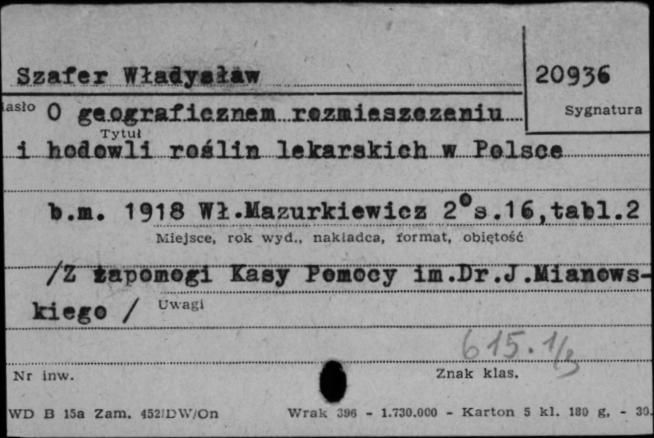 Szafer Władysław
20936
asło O geograficznem rozmieszczeniu
Sygnatura
Tytuł
i hodowli roślin lekarskich w Polsce
b.m. 1918 Wł.Mazurkiewicz 2°s.16,tabl.2
Miejsce, rok wyd., nakładca, format, objętość
/Z zapomogi Kasy Pomocy im.Dr.J.Mianows-
kiego /
Uwagi
615.1/3
Nr inw.
Znak klas.
WD B 15a Zam. 452/DW/On
Wrak 396 - 1.730.000 - Karton 5 kl. 180 g, - 30.